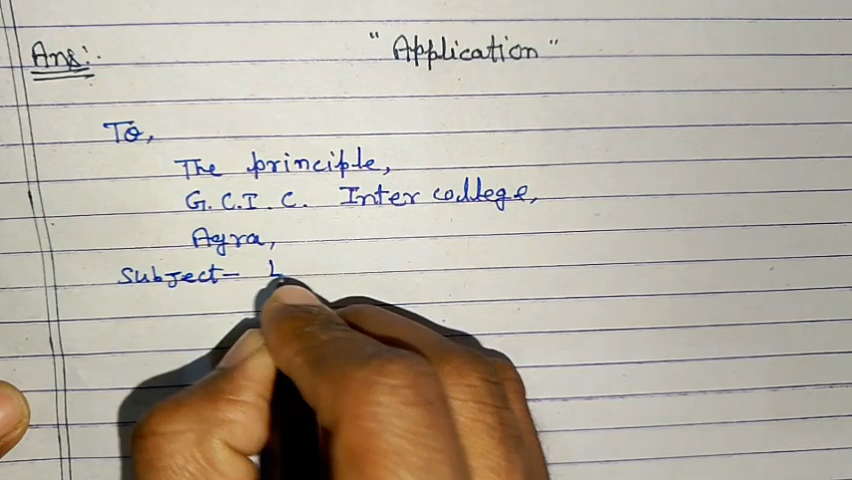 Ans:.
"Application"
To,
The principle,
G.C.I.C. Inter college,
Agra,
Subject- L